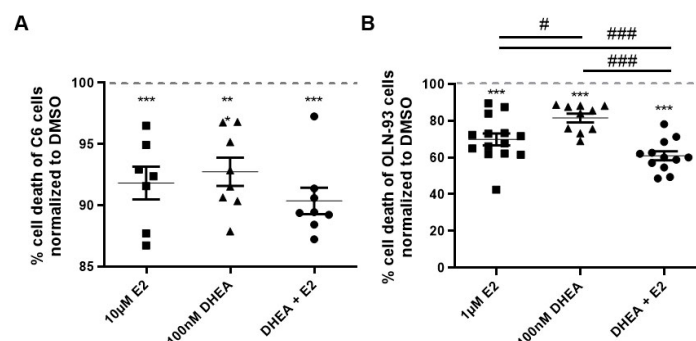 A
% cell death of C6 cells
normalized to DMSO
100
95
90
85
***
**
*
***
10µM E2
100nM DHEA
DHEA + E2
B
#
###
###
% cell death of OLN-93 cells
normalized to DMSO
100
80
60
40
20
0
***
***
***
1µM E2
100nM DHEA
DHEA + E2